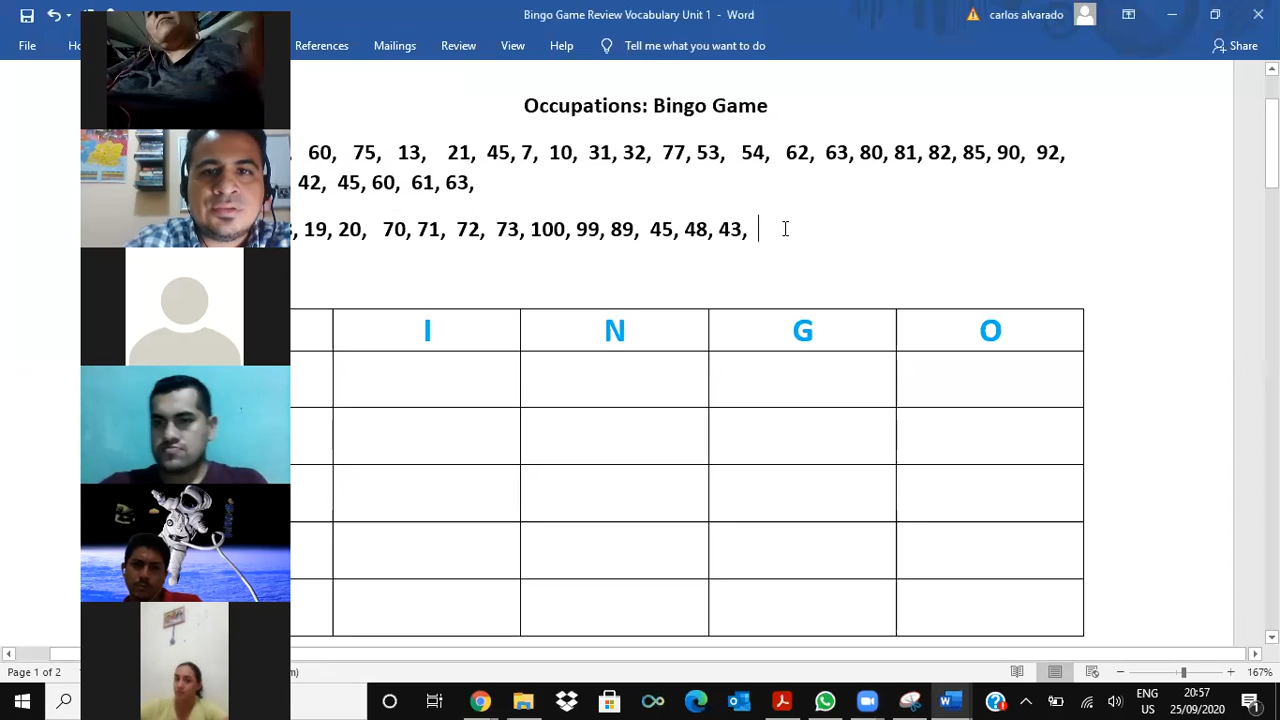 Bingo Game Review Vocabulary Unit 1 - Game
carlos alvarado
File
References
Mailings
Review
View
Help
Tell me what you want to do
Share
Occupations: Bingo Game
60, 75, 13, 21, 45, 7, 10, 31, 32, 77, 53, 54, 62, 63, 80, 81, 82, 85, 90, 92,
42, 45, 60, 61, 63,
, 19, 20, 70, 71, 72, 73, 100, 99, 89, 45, 48, 43,
I N G O
Page 1 of 2
167%
ENG
US
20:57
25/09/2020